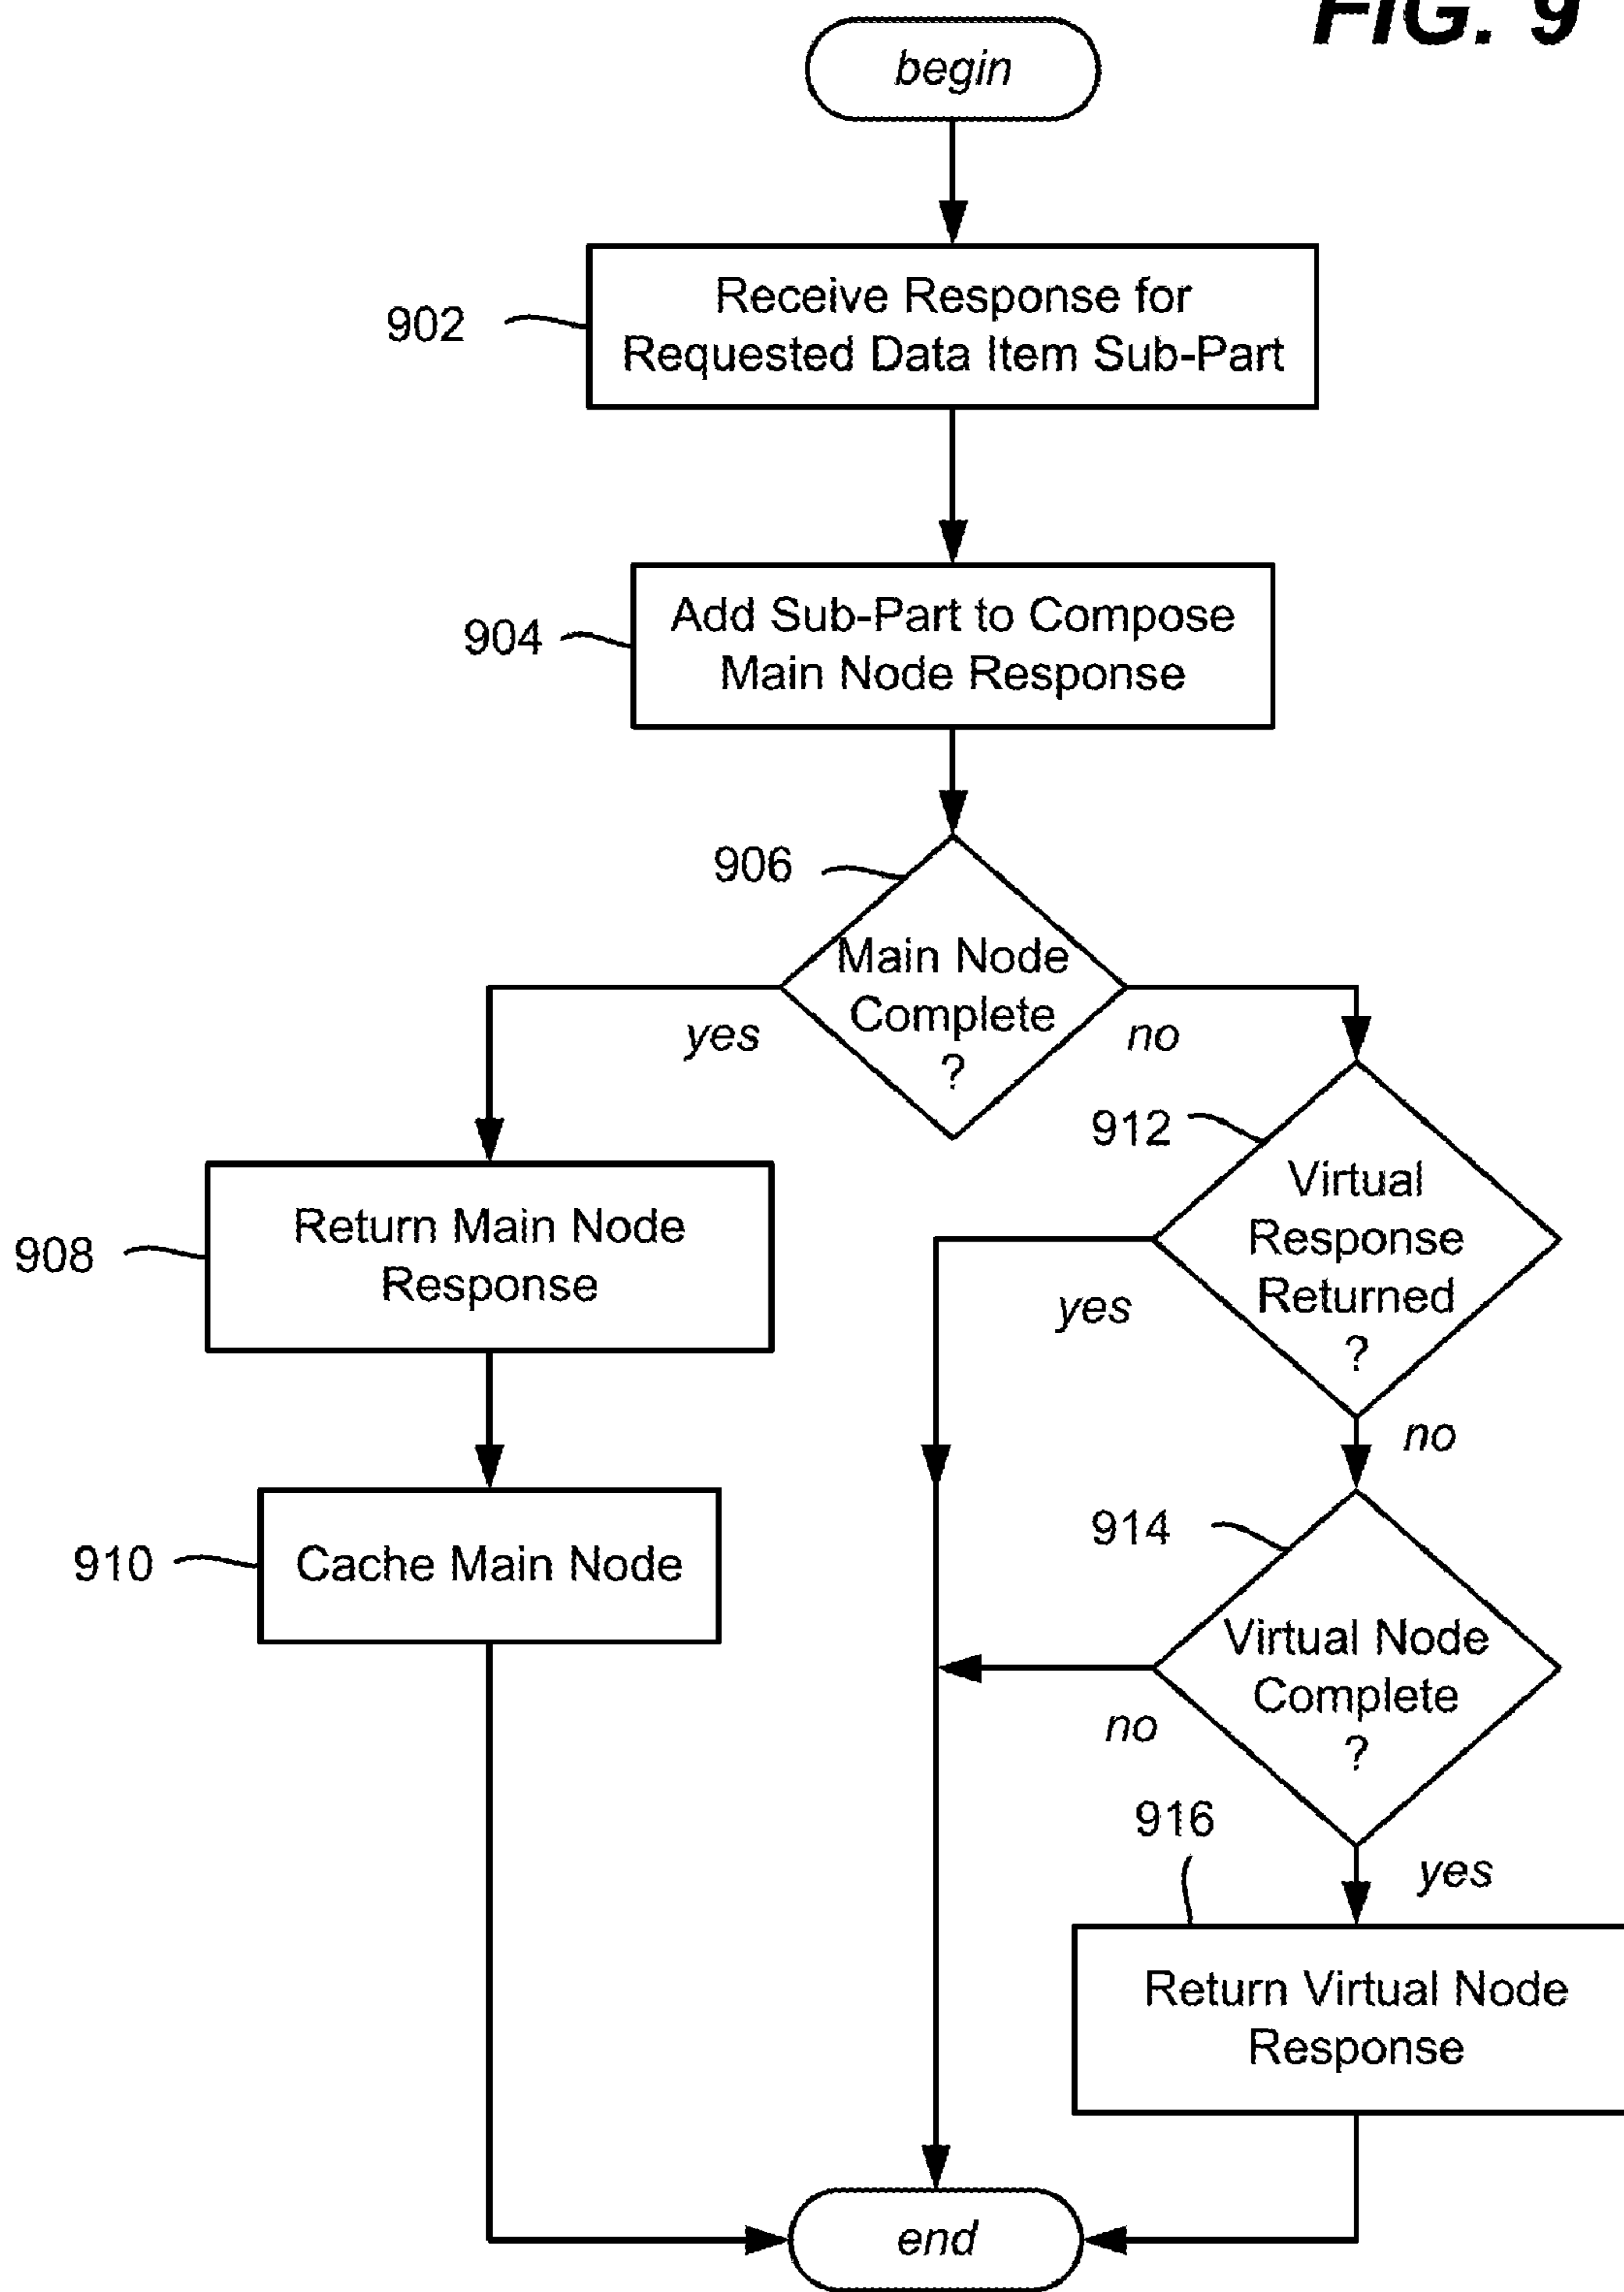 FIG. 9
begin
902
Receive Response for
Requested Data Item Sub-Part
904
Add Sub-Part to Compose
Main Node Response
906
Main Node
Complete
?
yes
no
908
Return Main Node
Response
910
Cache Main Node
912
Virtual
Response
Returned
?
yes
no
914
Virtual Node
Complete
?
no
yes
916
Return Virtual Node
Response
end